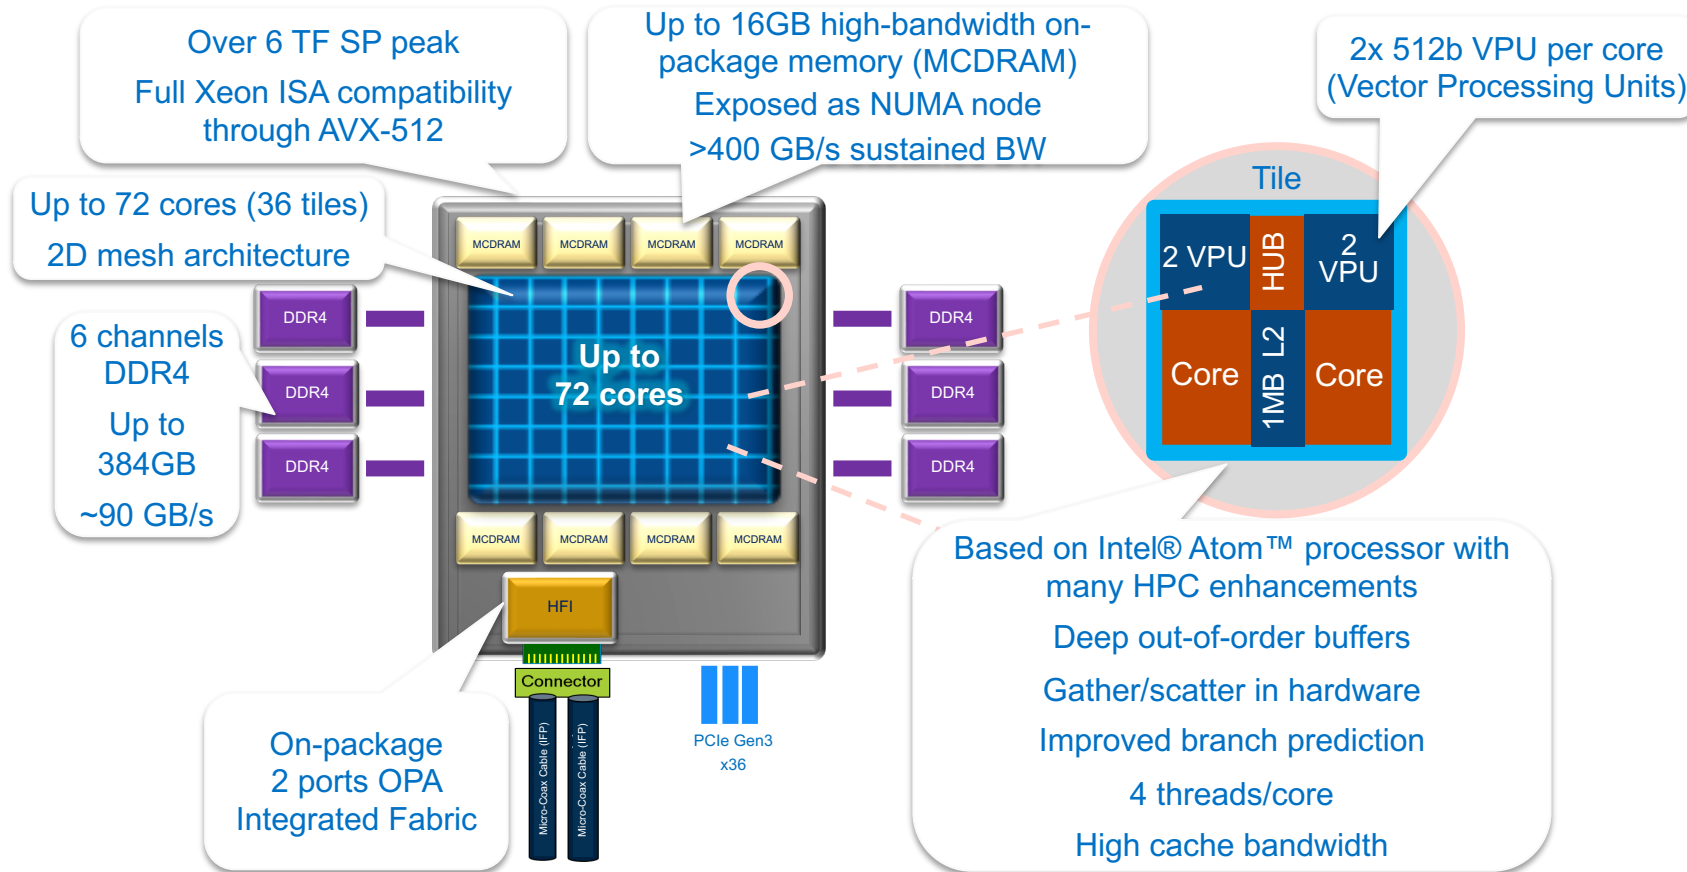 Over 6 TF SP peak
Full Xeon ISA compatibility
through AVX-512
Up to 16GB high-bandwidth on-
package memory (MCDRAM)
Exposed as NUMA node
>400 GB/s sustained BW
2x 512b VPU per core
(Vector Processing Units)
Up to 72 cores (36 tiles)
2D mesh architecture
MCDRAM
MCDRAM
MCDRAM
MCDRAM
Tile
2 VPU
HUB
2
VPU
Core
1MB L2
Core
DDR4
DDR4
DDR4
6 channels
DDR4
Up to
384GB
~90 GB/s
Up to
72 cores
DDR4
DDR4
DDR4
MCDRAM
MCDRAM
MCDRAM
MCDRAM
HFI
Connector
Micro-Coax Cable (IFP)
Micro-Coax Cable (IFP)
PCIe Gen3
x36
On-package
2 ports OPA
Integrated Fabric
Based on Intel® Atom™ processor with
many HPC enhancements
Deep out-of-order buffers
Gather/scatter in hardware
Improved branch prediction
4 threads/core
High cache bandwidth